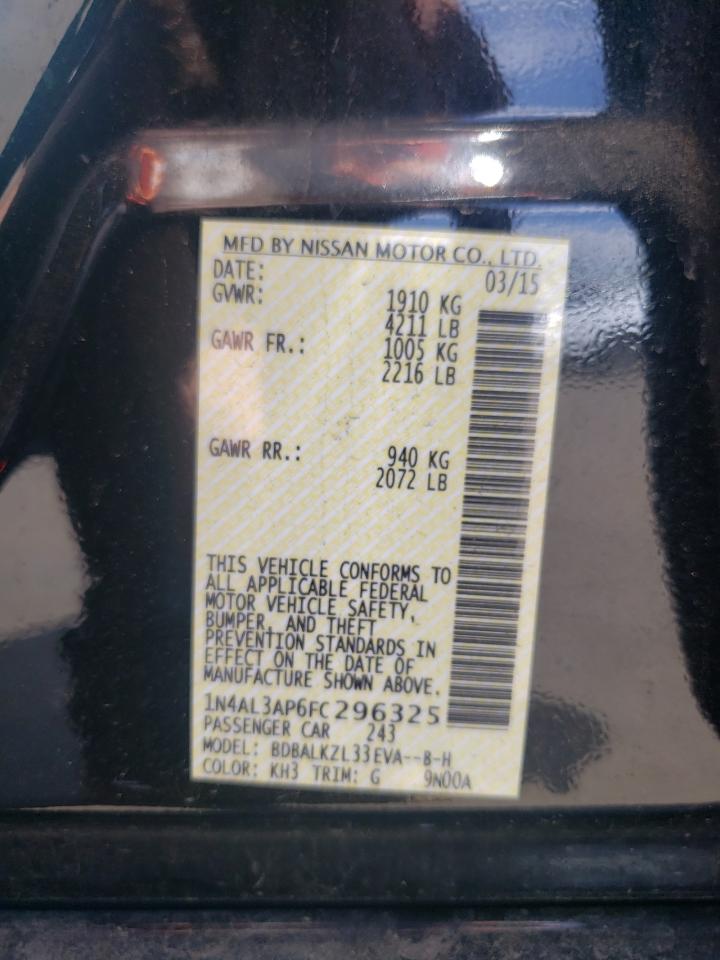 MFD BY NISSAN MOTOR CO., LTD.
DATE: 03/15
GVWR: 1910 KG
4211 LB
GAWR FR.: 1005 KG
2216 LB
GAWR RR.: 940 KG
2072 LB
THIS VEHICLE CONFORMS TO
ALL APPLICABLE FEDERAL
MOTOR VEHICLE SAFETY,
BUMPER, AND THEFT
PREVENTION STANDARDS IN
EFFECT ON THE DATE OF
MANUFACTURE SHOWN ABOVE.
1N4AL3AP6FC296325
PASSENGER CAR 243
MODEL: BDBALKZL33EVA--B-H
COLOR: KH3 TRIM: G 9N00A